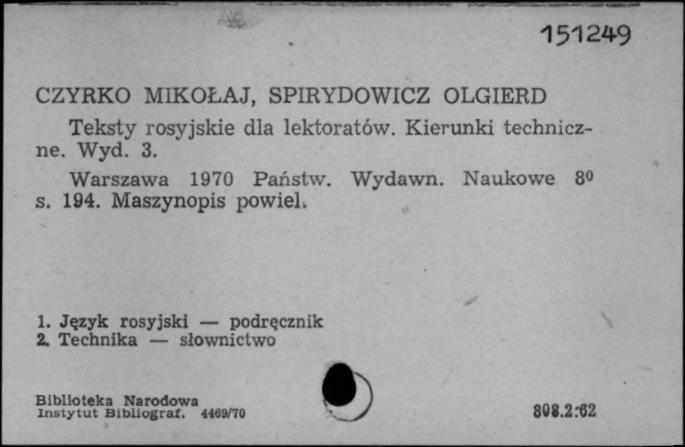 151249
CZYRKO MIKOŁAJ, SPIRYDOWICZ OLGIERD
Teksty rosyjskie dla lektoratów. Kierunki technicz-
ne. Wyd. 3.
Warszawa 1970 Państw. Wydawn. Naukowe 8⁰
s. 194. Maszynopis powiel.
1. Język rosyjski — podręcznik
2. Technika — słownictwo
Biblioteka Narodowa
Instytut Bibliograf. 4469/70
808.2:62